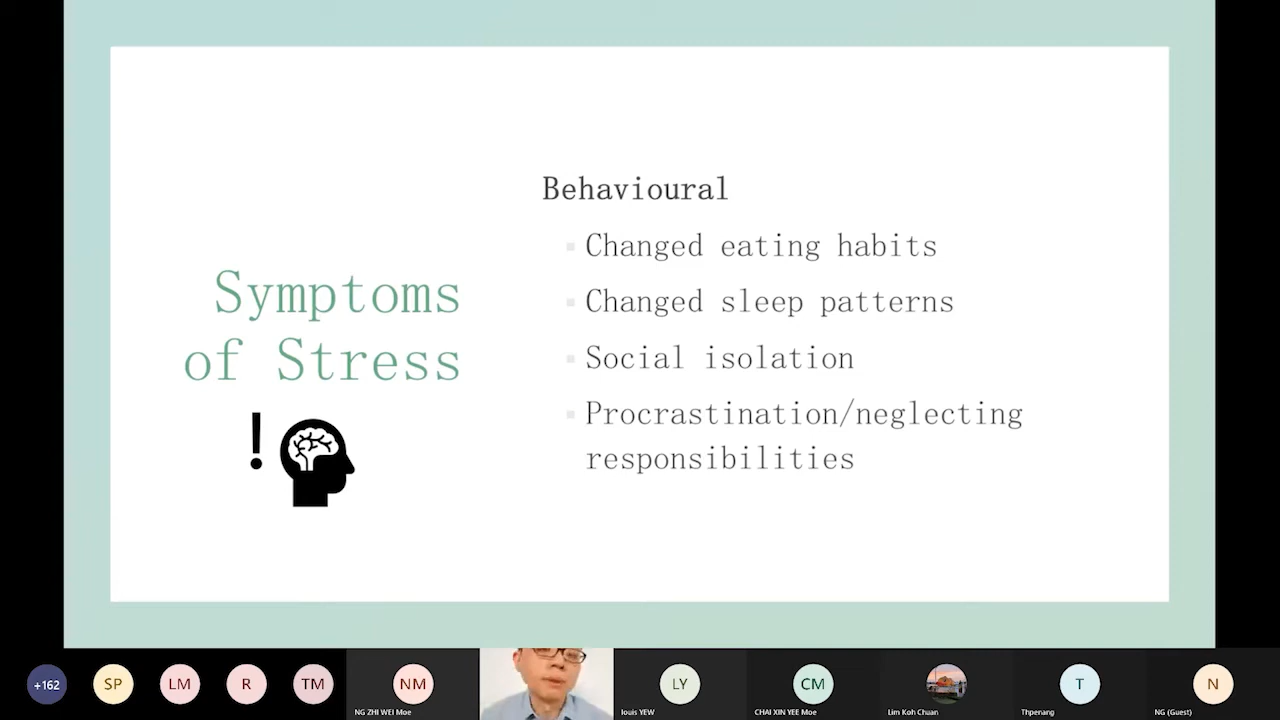 Symptoms
of Stress
!
Behavioural
Changed eating habits
Changed sleep patterns
Social isolation
Procrastination/neglecting
responsibilities
+162
SP
LM
R
TM
NM
NG ZHI WEI Moe
LY
louis YEW
CM
CHAI XIN YEE Moe
Lim Koh Chuan
T
Thpenang
N
NG (Guest)